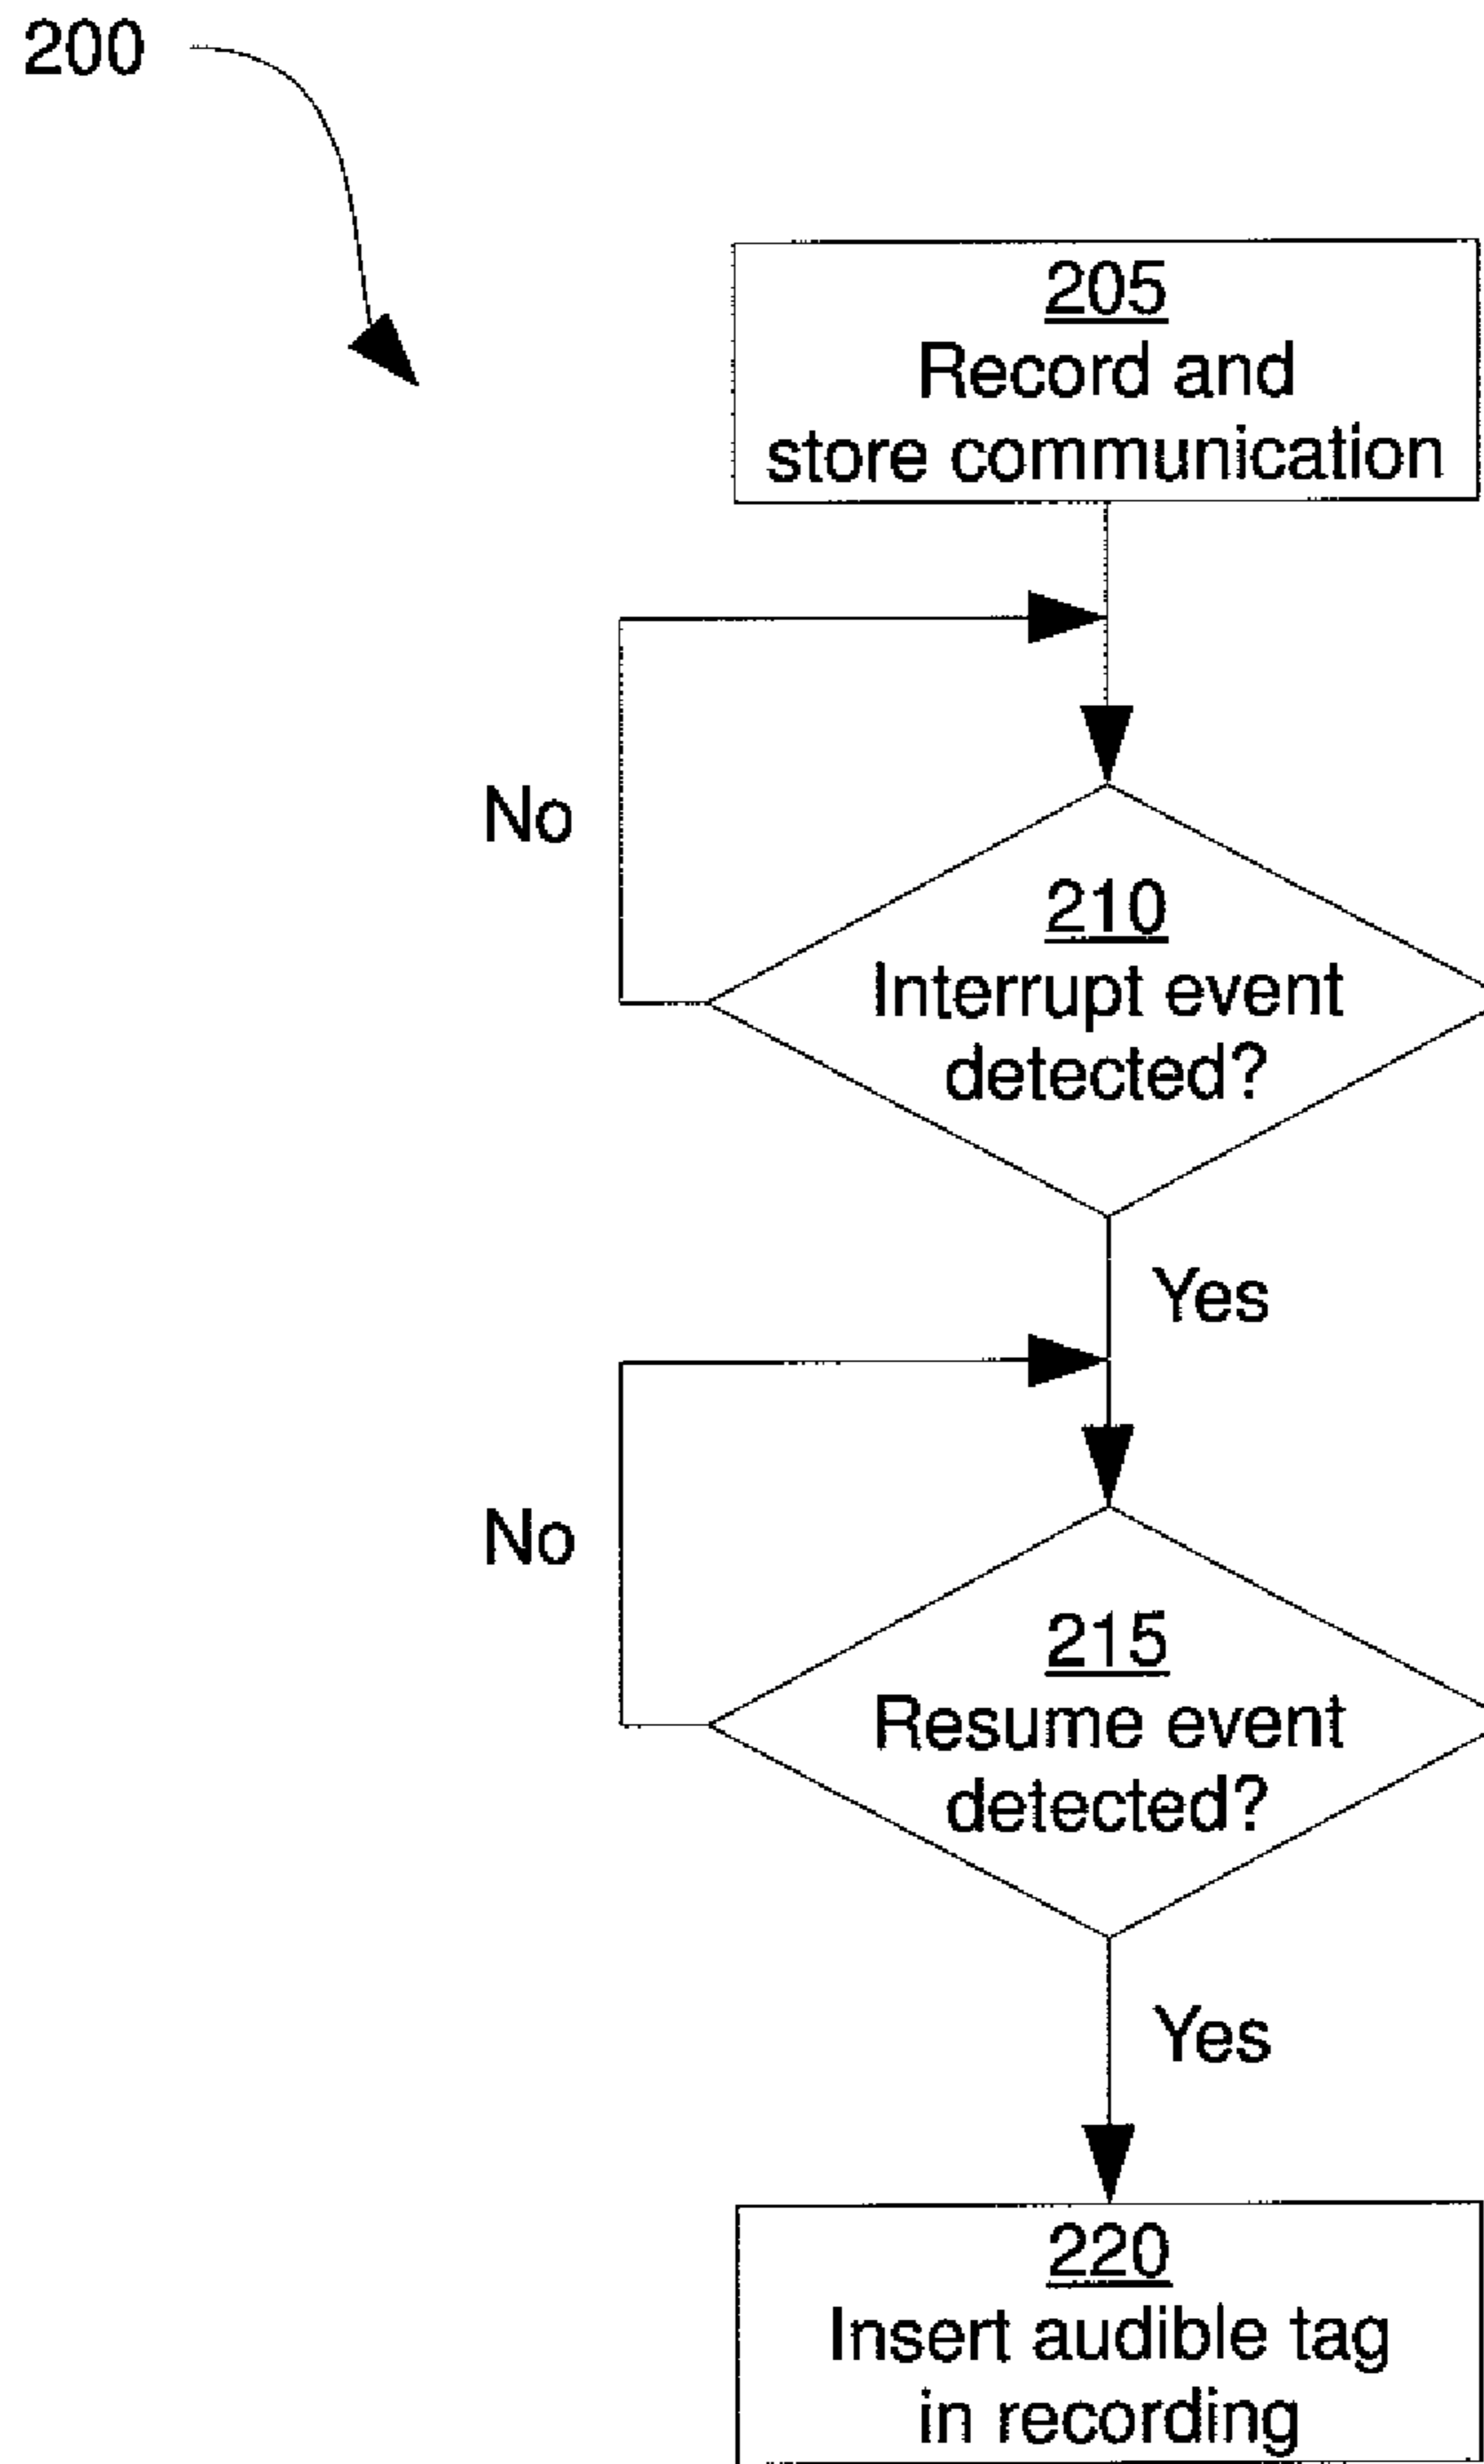 200
205
Record and
store communication
No
210
Interrupt event
detected?
Yes
No
215
Resume event
detected?
Yes
220
Insert audible tag
in recording